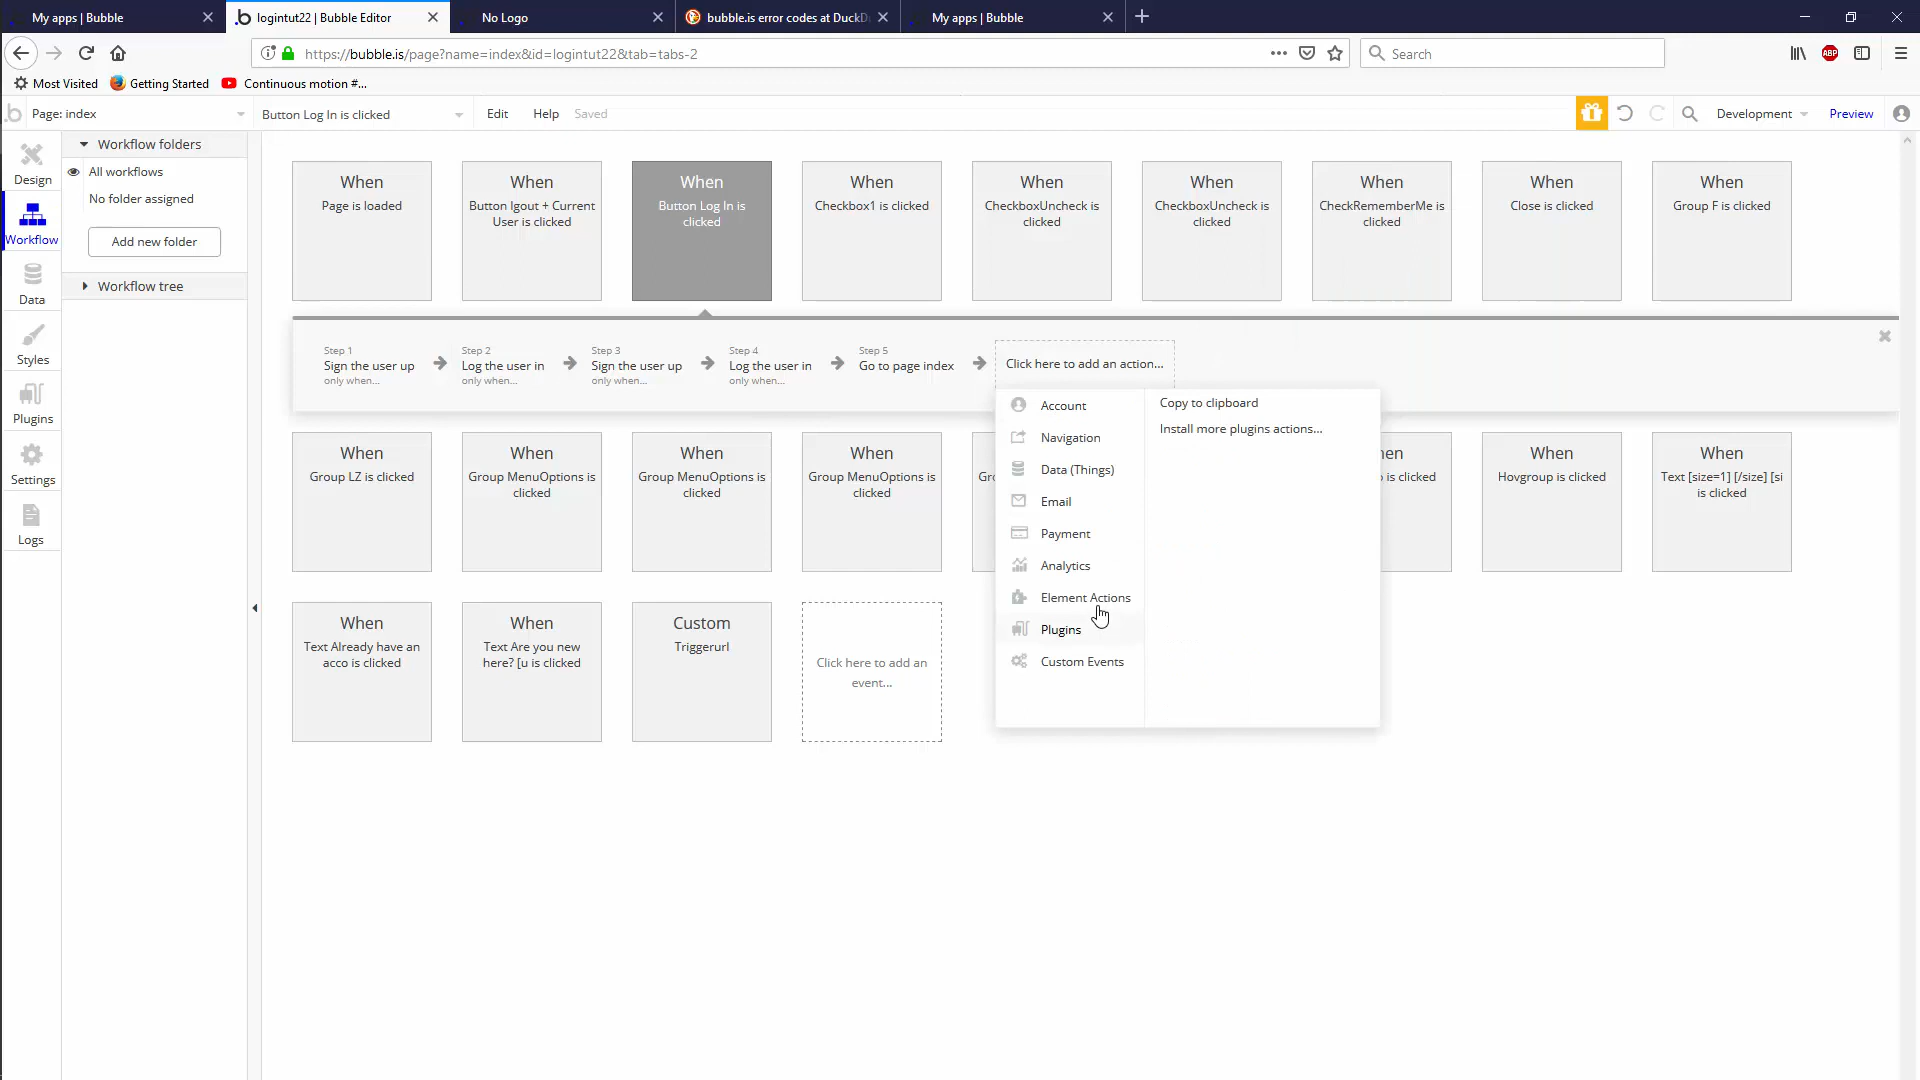 My apps | Bubble
logintut22 | Bubble Editor
No Logo
bubble.is error codes at DuckD
My apps | Bubble
https://bubble.is/page?name=index&id=logintut22&tab=tabs-2
Search
Most Visited
Getting Started
Continuous motion #...
Page: index
Button Log In is clicked
Edit
Help
Saved
Development
Preview
Design
Workflow
Data
Styles
Plugins
Settings
Logs
Workflow folders
All workflows
No folder assigned
Add new folder
Workflow tree
When
Page is loaded
When
Button lgout + Current
User is clicked
When
Button Log In is
clicked
When
Checkbox1 is clicked
When
CheckboxUncheck is
clicked
When
CheckboxUncheck is
clicked
When
CheckRememberMe is
clicked
When
Close is clicked
When
Group F is clicked
Step 1
Sign the user up
only when...
Step 2
Log the user in
only when...
Step 3
Sign the user up
only when...
Step 4
Log the user in
only when...
Step 5
Go to page index
Click here to add an action...
Account
Navigation
Data (Things)
Email
Payment
Analytics
Element Actions
Plugins
Custom Events
Copy to clipboard
Install more plugins actions...
When
Group LZ is clicked
When
Group MenuOptions is
clicked
When
Group MenuOptions is
clicked
When
Group MenuOptions is
clicked
is clicked
When
Hovgroup is clicked
When
Text [size=1] [/size] [si
is clicked
When
Text Already have an
acco is clicked
When
Text Are you new
here? [u is clicked
Custom
Triggerurl
Click here to add an
event...